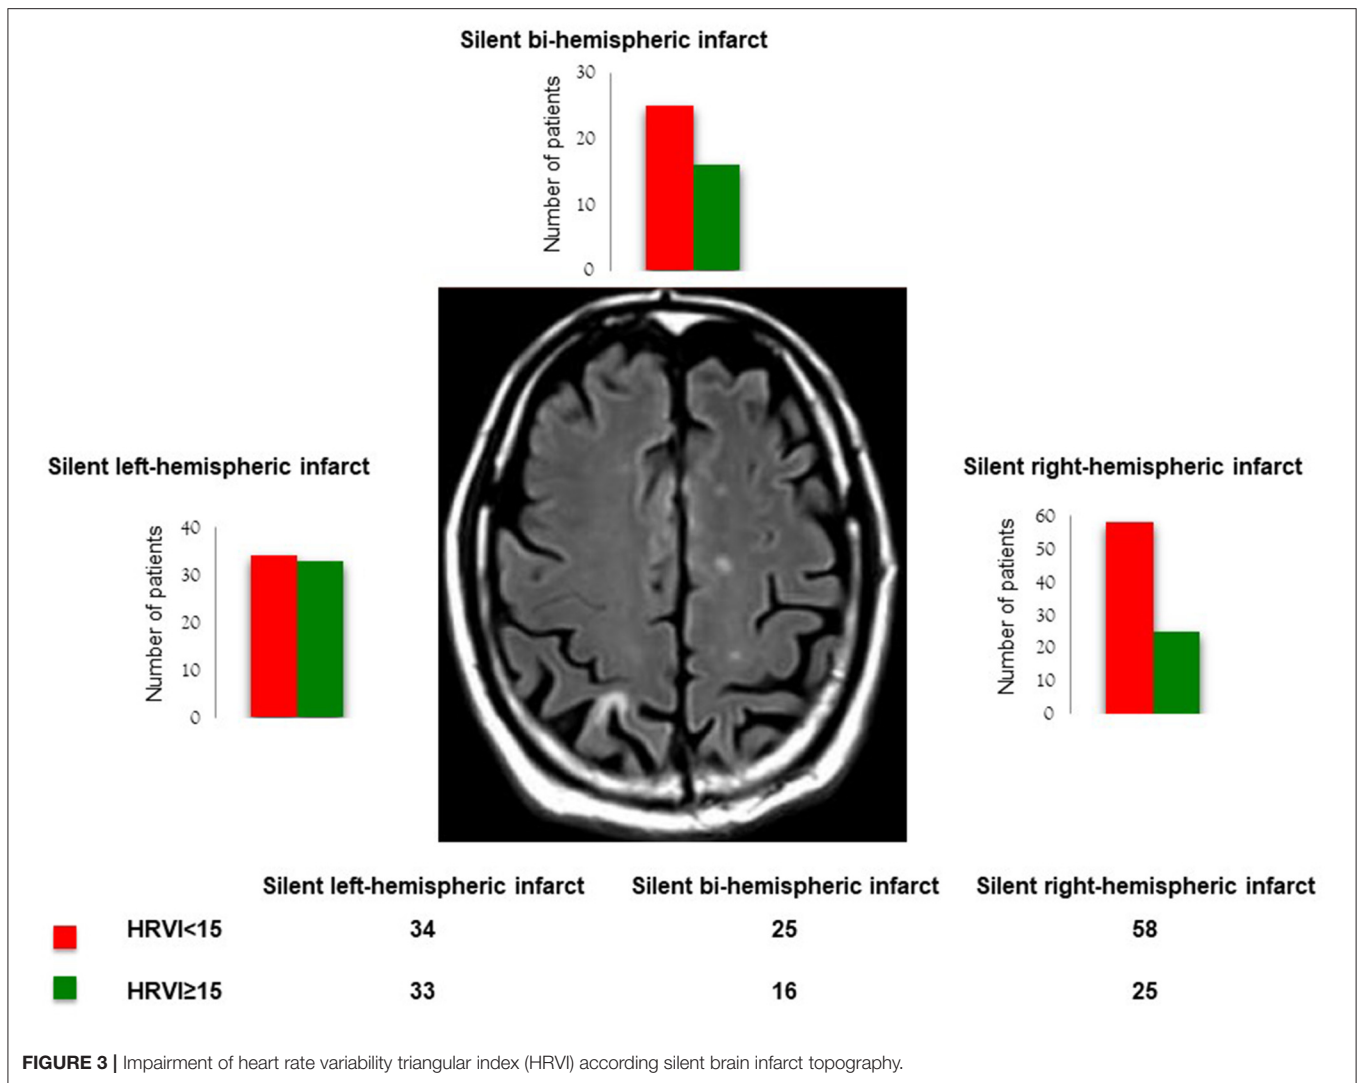 Silent bi-hemispheric infarct
Number of patients
30
20
10
0
Silent left-hemispheric infarct
Number of patients
40
30
20
10
0
Silent right-hemispheric infarct
Number of patients
60
50
40
30
20
10
0
Silent left-hemispheric infarct Silent bi-hemispheric infarct Silent right-hemispheric infarct
HRVI<15 34 25 58
HRVI≥15 33 16 25
FIGURE 3 | Impairment of heart rate variability triangular index (HRVI) according silent brain infarct topography.